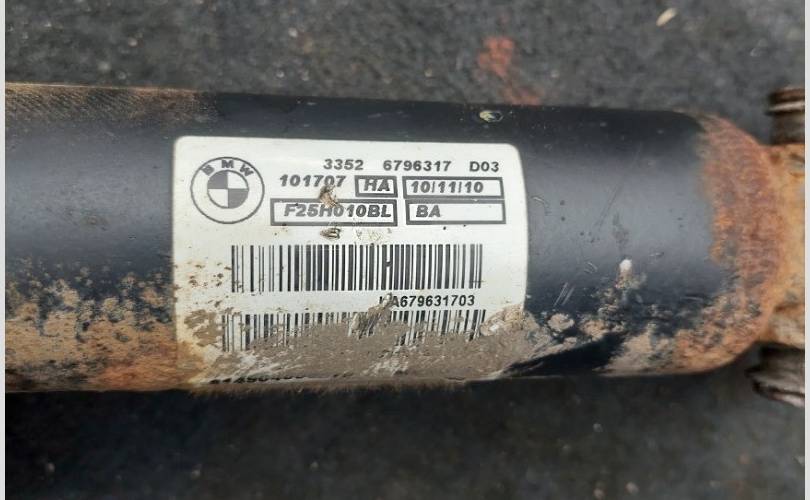 BMW
3352 6796317 D03
101707 HA 10/11/10
F25H010BL BA
A679631703